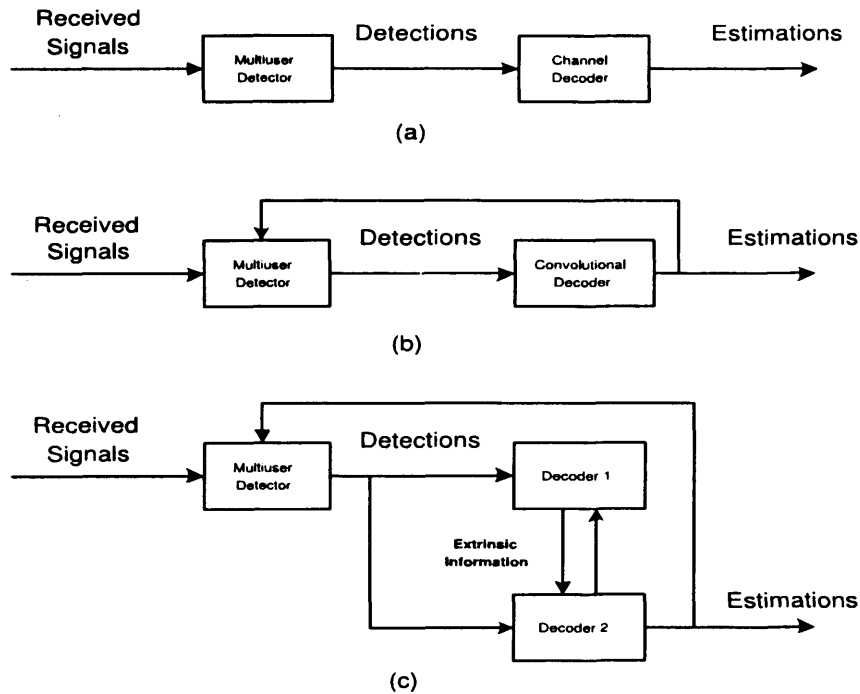 Received
Signals
Multiuser
Detector
Detections
Channel
Decoder
Estimations
(a)
Received
Signals
Multiuser
Detector
Detections
Convolutional
Decoder
Estimations
(b)
Received
Signals
Multiuser
Detector
Detections
Decoder 1
Extrinsic
Information
Decoder 2
Estimations
(c)